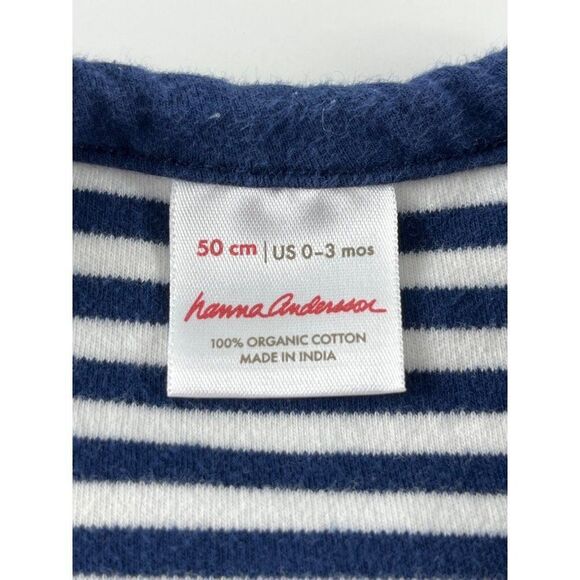 50 cm | US 0-3 mos
hanna andersson
100% ORGANIC COTTON
MADE IN INDIA